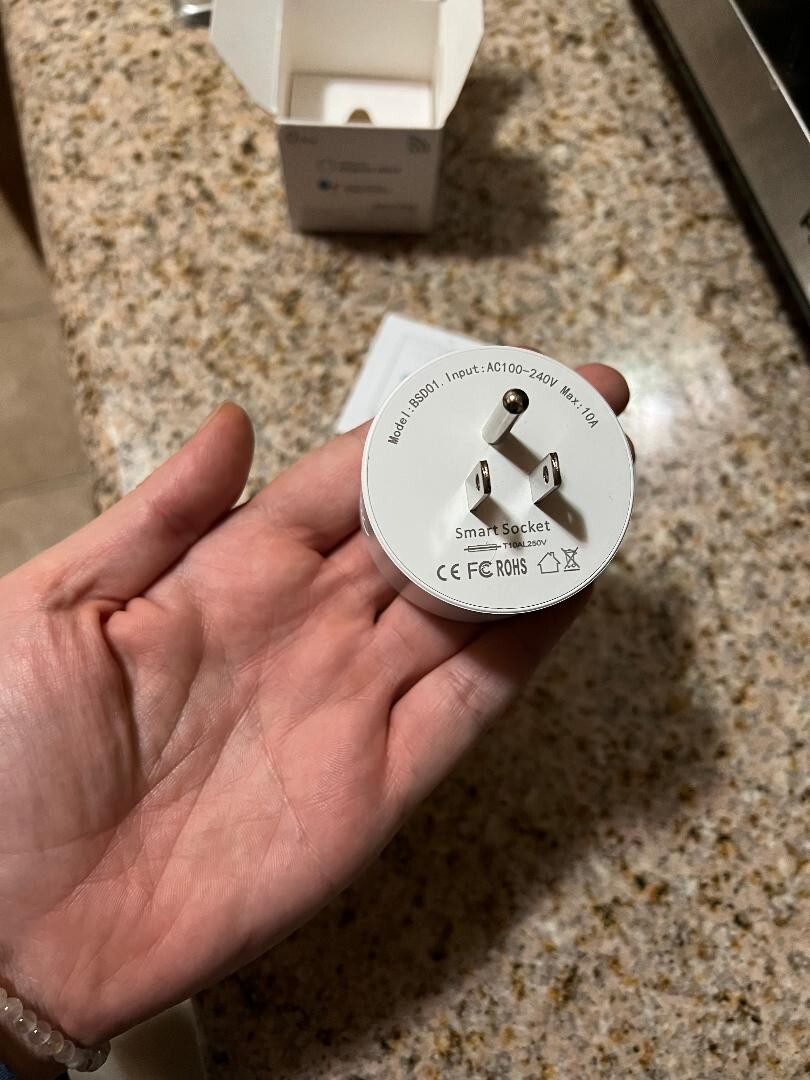 Model:BSD01. Input:AC100-240V Max:10A
Smart Socket
T10AL250V
CE FC ROHS